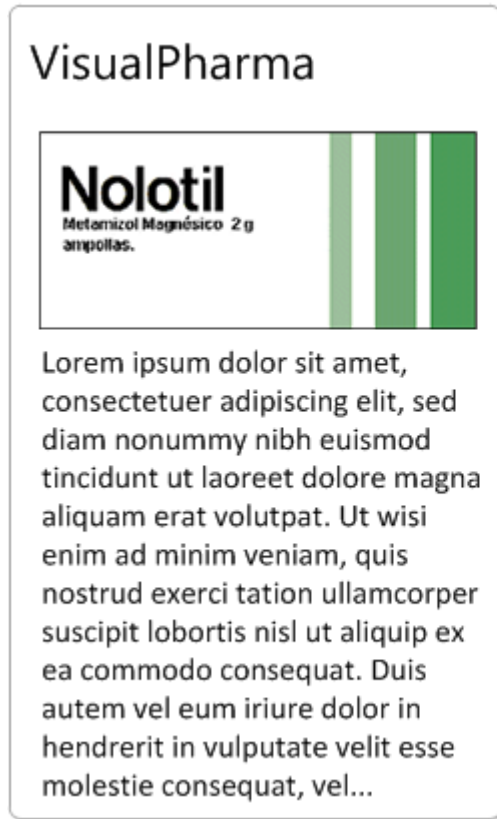 VisualPharma
Nolotil
Metamizol Magnésico 2 g
ampollas.
Lorem ipsum dolor sit amet,
consectetuer adipiscing elit, sed
diam nonummy nibh euismod
tincidunt ut laoreet dolore magna
aliquam erat volutpat. Ut wisi
enim ad minim veniam, quis
nostrud exerci tation ullamcorper
suscipit lobortis nisl ut aliquip ex
ea commodo consequat. Duis
autem vel eum iriure dolor in
hendrerit in vulputate velit esse
molestie consequat, vel...